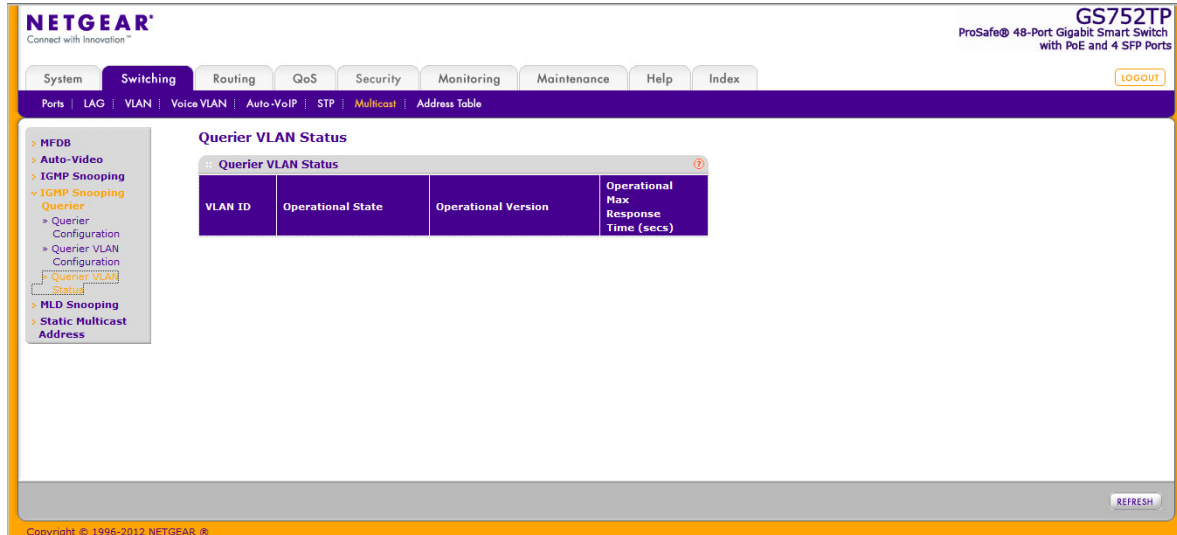 NETGEAR®
Connect with Innovation™
GS752TP
ProSafe® 48-Port Gigabit Smart Switch
with PoE and 4 SFP Ports
System Switching Routing QoS Security Monitoring Maintenance Help Index
LOGOUT
Ports | LAG | VLAN | Voice VLAN | Auto-VoIP | STP | Multicast | Address Table
MFDB
Auto-Video
IGMP Snooping
IGMP Snooping
Querier
» Querier
Configuration
» Querier VLAN
Configuration
» Querier VLAN
Status
MLD Snooping
Static Multicast
Address
Querier VLAN Status
Querier VLAN Status
?
VLAN ID
Operational State
Operational Version
Operational
Max
Response
Time (secs)
REFRESH
Copyright © 1996-2012 NETGEAR ®